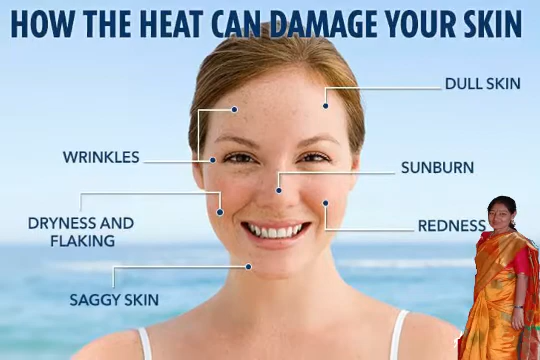 HOW THE HEAT CAN DAMAGE YOUR SKIN
DULL SKIN
WRINKLES
SUNBURN
DRYNESS AND
FLAKING
REDNESS
SAGGY SKIN